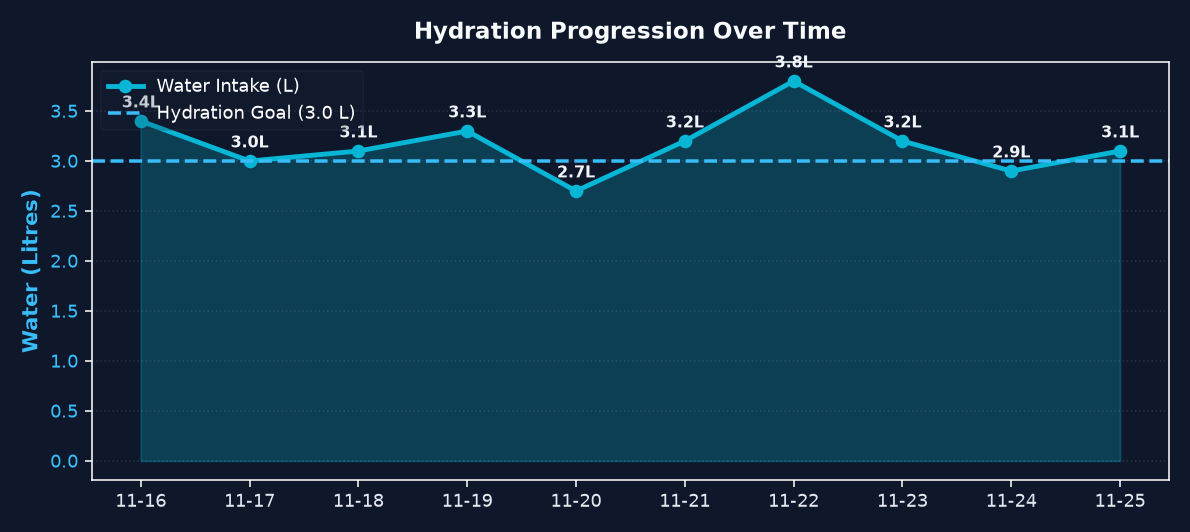 Hydration Progression Over Time
Water Intake (L)
Hydration Goal (3.0 L)
3.4L
3.0L
3.1L
3.3L
2.7L
3.2L
3.8L
3.2L
2.9L
3.1L
Water (Litres)
3.5
3.0
2.5
2.0
1.5
1.0
0.5
0.0
11-16
11-17
11-18
11-19
11-20
11-21
11-22
11-23
11-24
11-25